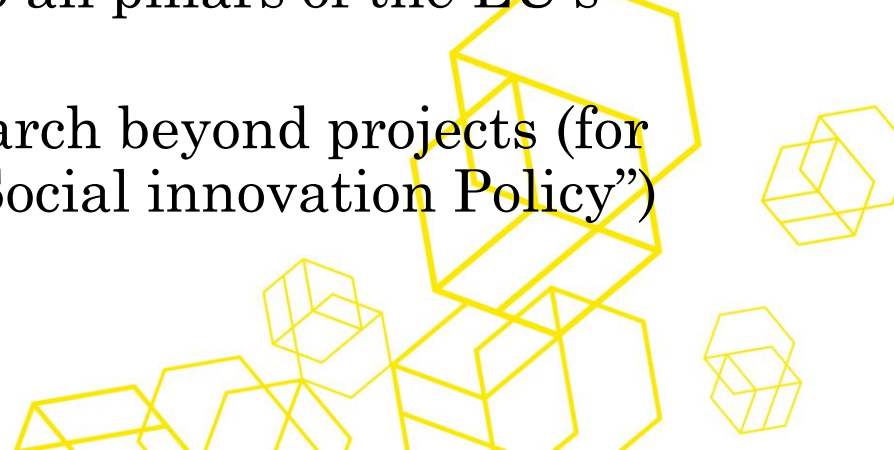 all pillars of the EU's
arch beyond projects (for
Social innovation Policy”)